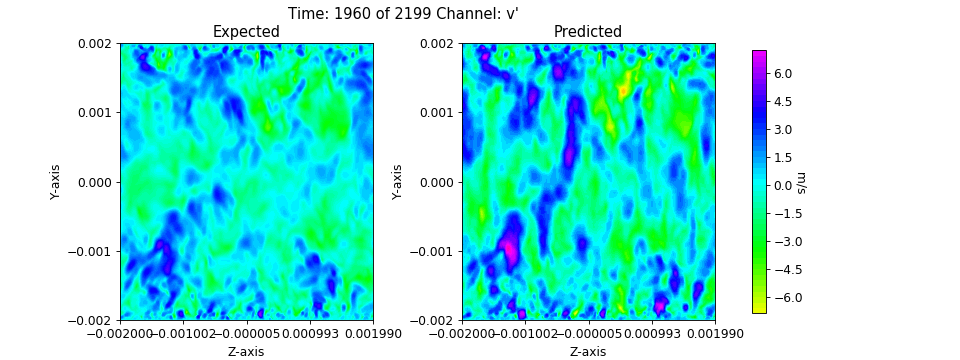 Time: 1960 of 2199 Channel: v'
Expected
Predicted
0.002
0.001
0.000
−0.001
−0.002
Y-axis
−0.002000 −0.001002 −0.000005 0.000993 0.001990
Z-axis
0.002
0.001
0.000
−0.001
−0.002
Y-axis
−0.002000 −0.001002 −0.000005 0.000993 0.001990
Z-axis
6.0
4.5
3.0
1.5
0.0
−1.5
−3.0
−4.5
−6.0
m/s